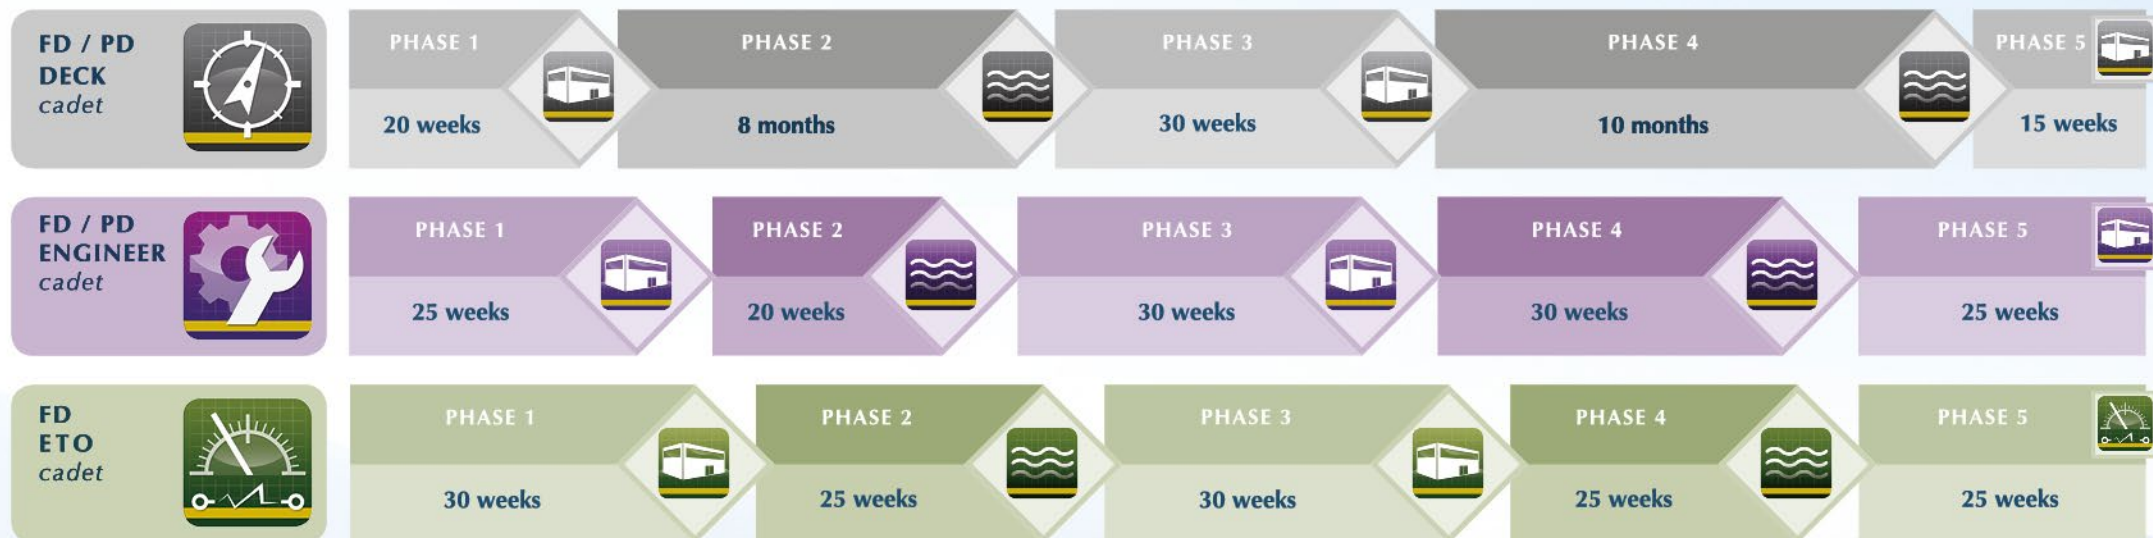 FD / PD
DECK
cadet
PHASE 1
20 weeks
PHASE 2
8 months
PHASE 3
30 weeks
PHASE 4
10 months
PHASE 5
15 weeks
FD / PD
ENGINEER
cadet
PHASE 1
25 weeks
PHASE 2
20 weeks
PHASE 3
30 weeks
PHASE 4
30 weeks
PHASE 5
25 weeks
FD
ETO
cadet
PHASE 1
30 weeks
PHASE 2
25 weeks
PHASE 3
30 weeks
PHASE 4
25 weeks
PHASE 5
25 weeks